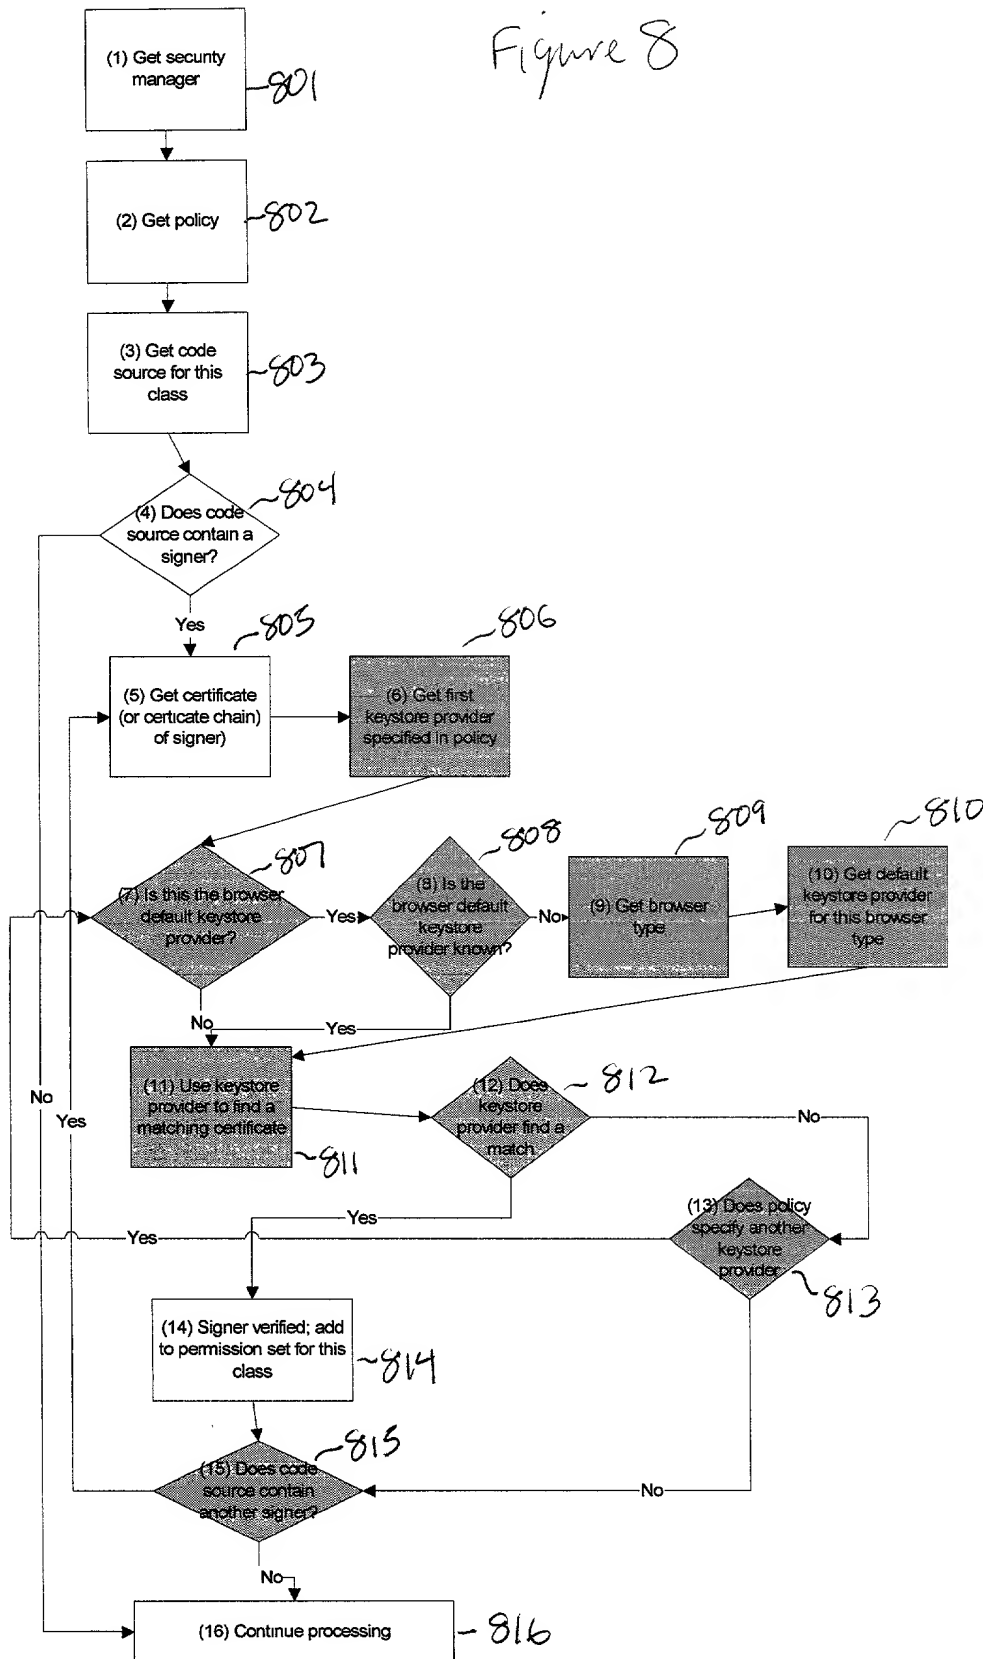 Figure 8
(1) Get security
manager
801
(2) Get policy
802
(3) Get code
source for this
class
803
804
(4) Does code
source contain a
signer?
Yes
805
806
(5) Get certificate
(or certicate chain)
of signer)
(6) Get first
keystore provider
specified in policy
807
808
809
810
(7) Is this the browser
default keystore
provider?
Yes
(8) Is the
browser default
keystore
provider known?
No
(9) Get browser
type
(10) Get default
keystore provider
for this browser
type
No
Yes
(11) Use keystore
provider to find a
matching certificate
811
(12) Does
keystore
provider find a
match
812
No
No
Yes
Yes
Yes
(13) Does policy
specify another
keystore
provider
813
(14) Signer verified; add
to permission set for this
class
814
815
(15) Does code
source contain
another signer?
No
No
(16) Continue processing
816